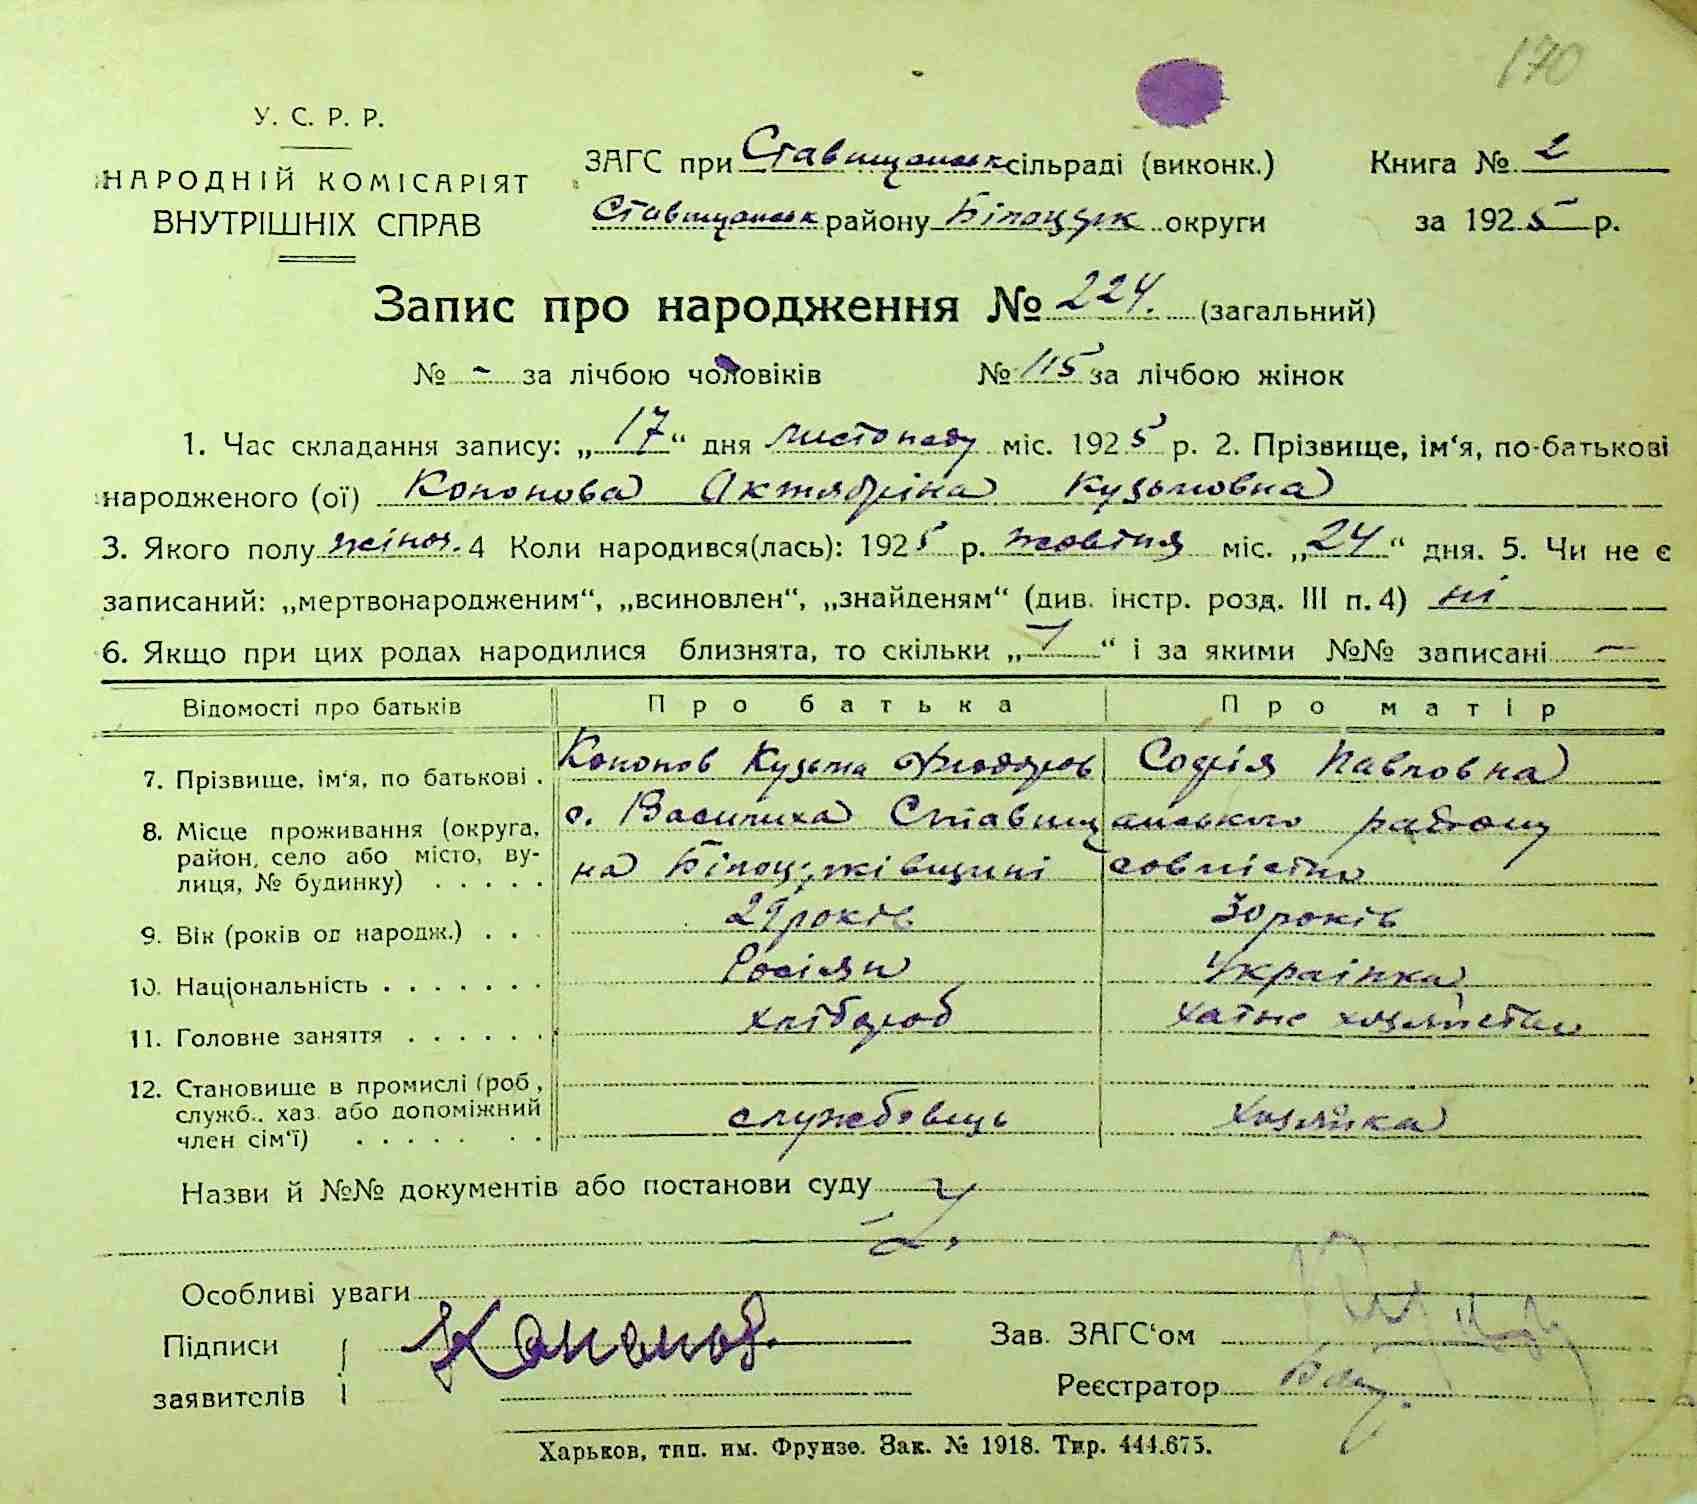 170
У. С. Р. Р.
НАРОДНІЙ КОМІСАРІЯТ
ВНУТРІШНІХ СПРАВ
ЗАГС при Ставищанськ сільраді (виконк.) Книга № 2
Ставищанськ району Білоцерк округи за 1925 р.
Запис про народження № 224. (загальний)
№ - за лічбою чоловіків № 115 за лічбою жінок
1. Час складання запису: „17“ дня листопаду міс. 1925 р. 2. Прізвище, ім‘я, по-батькові
народженого (ої) Кононова Октябріна Кузьмовна
3. Якого полу жіноч. 4 Коли народився(лась): 1925 р. жовтня міс. „24“ дня. 5. Чи не є
записаний: „мертвонародженим“, „всиновлен“, „знайденям“ (див. інстр. розд. III п. 4) ні
6. Якщо при цих родах народилися близнята, то скільки „ “ і за якими №№ записані —
Відомості про батьків Про батька Про матір
7. Прізвище, ім‘я, по батькові . Кононов Кузьма Софія Павловна
8. Місце проживання (округа, район, село або місто, вулиця, № будинку) . . . . . с. Василиха Ставищанського району
на Білоцерківщині совмістно
9. Вік (років од народж.) . . . 29 років 30 років
10. Національність . . . . . . . Росіян Українка
11. Головне заняття . . . . . . хлібороб хатнє хозяйство
12. Становище в промислі (роб., служб., хаз. або допоміжний член сім‘ї) . . . . . . . службовець хозяйка
Назви й №№ документів або постанови суду
Особливі уваги
Підписи Кононов. Зав. ЗАГС‘ом
заявителів Реєстратор
Харьков, тип. им. Фрунзе. Зак. № 1918. Тир. 444.675.